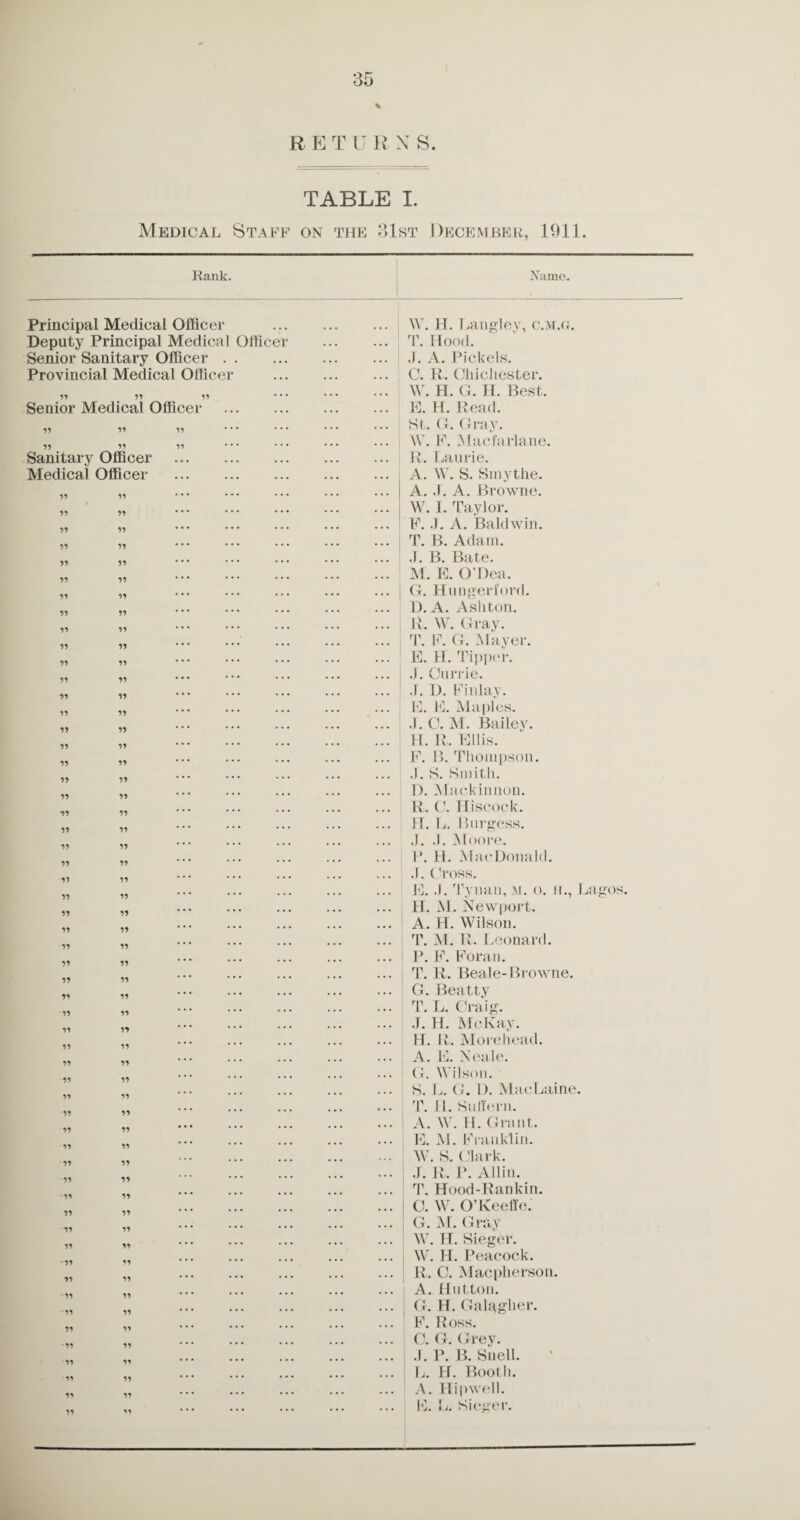 35
RETURNS.
TABLE I.
MEDICAL STAFF ON THE 31ST DECEMBER, 1911.
Rank. Name.
Principal Medical Officer ... ... ... W. H. Langley, C.M.G.
Deputy Principal Medical Officer ... ... T. Hood.
Senior Sanitary Officer . . ... ... ... J. A. Pickels.
Provincial Medical Officer ... ... ... C. R. Chichester.
„ „ „ ... ... ... W. H. G. H. Best.
Senior Medical Officer ... ... ... ... E. H. Read.
„ „ „ ... ... ... ... St. G. Gray.
„ „ „ ... ... ... ... W. F. Macfarlane.
Sanitary Officer ... ... ... ... ... R. Laurie.
Medical Officer ... ... ... ... ... A. W. S. Smythe.
„ „ ... ... ... ... ... A. J. A. Browne.
„ „ ... ... ... ... ... W. I. Taylor.
„ „ ... ... ... ... ... F. J. A. Baldwin.
„ „ ... ... ... ... ... T. B. Adam.
„ „ ... ... ... ... ... J. B. Bate.
„ „ ... ... ... ... ... M. E. O'Dea.
„ „ ... ... ... ... ... G. Hungerford.
„ „ ... ... ... ... ... D. A. Ashton.
„ „ ... ... ... ... ... R. W. Gray.
„ „ ... ... ... ... ... T. F. G. Mayer.
„ „ ... ... ... ... ... E. H. Tipper.
„ „ ... ... ... ... ... J. Currie.
„ „ ... ... ... ... ... J. D. Finlay.
„ „ ... ... ... ... ... E. E. Maples.
„ „ ... ... ... ... ... J. C. M. Bailey.
„ „ ... ... ... ... ... H. R. Ellis.
„ „ ... ... ... ... ... F. B. Thompson.
„ „ ... ... ... ... ... J. S. Smith.
„ „ ... ... ... ... ... D. Mackinnon.
„ „ ... ... ... ... ... R. C. Hiscock.
„ „ ... ... ... ... ... H. L. Burgess.
„ „ ... ... ... ... ... J. J. Moore.
„ „ ... ... ... ... ... P. H. MacDonald.
„ „ ... ... ... ... ... J. Cross.
„ „ ... ... ... ... ... E. J. Tynan, M. O. H., Lagos.
„ „ ... ... ... ... ... H. M. Newport.
„ „ ... ... ... ... ... A. H. Wilson.
„ „ ... ... ... ... ... T. M. R. Leonard.
„ „ ... ... ... ... ... P. F. Foran.
„ „ ... ... ... ... ... T. R. Beale-Browne.
„ „ ... ... ... ... ... G. Beatty
„ „ ... ... ... ... ... T. L. Craig.
„ „ ... ... ... ... ... J. H. McKay.
„ „ ... ... ... ... ... H. R. Morehead.
„ „ ... ... ... ... ... A. E. Neale.
„ „ ... ... ... ... ... G. Wilson.
„ „ ... ... ... ... ... S. L. G. D. MacLaine.
„ „ ... ... ... ... ... T. H. Suffern.
„ „ ... ... ... ... ... A. W. H. Grant.
„ „ ... ... ... ... ... E. M. Franklin.
„ „ ... ... ... ... ... W. S. Clark.
„ „ ... ... ... ... ... J. R. P. Allin.
„ „ ... ... ... ... ... T. Hood-Rankin.
„ „ ... ... ... ... ... C. W. O'Keeffe.
„ „ ... ... ... ... ... G. M. Gray
„ „ ... ... ... ... ... W. H. Sieger.
„ „ ... ... ... ... ... W. H. Peacock.
„ „ ... ... ... ... ... R. C. Macpherson.
„ „ ... ... ... ... ... A. Hutton.
„ „ ... ... ... ... ... G. H. Galagher.
„ „ ... ... ... ... ... F. Ross.
„ „ ... ... ... ... ... C. G. Grey.
„ „ ... ... ... ... ... J. P. B. Snell.
„ „ ... ... ... ... ... L. H. Booth.
„ „ ... ... ... ... ... A. Hipwell.
„ „ ... ... ... ... ... E. L. Sieger.